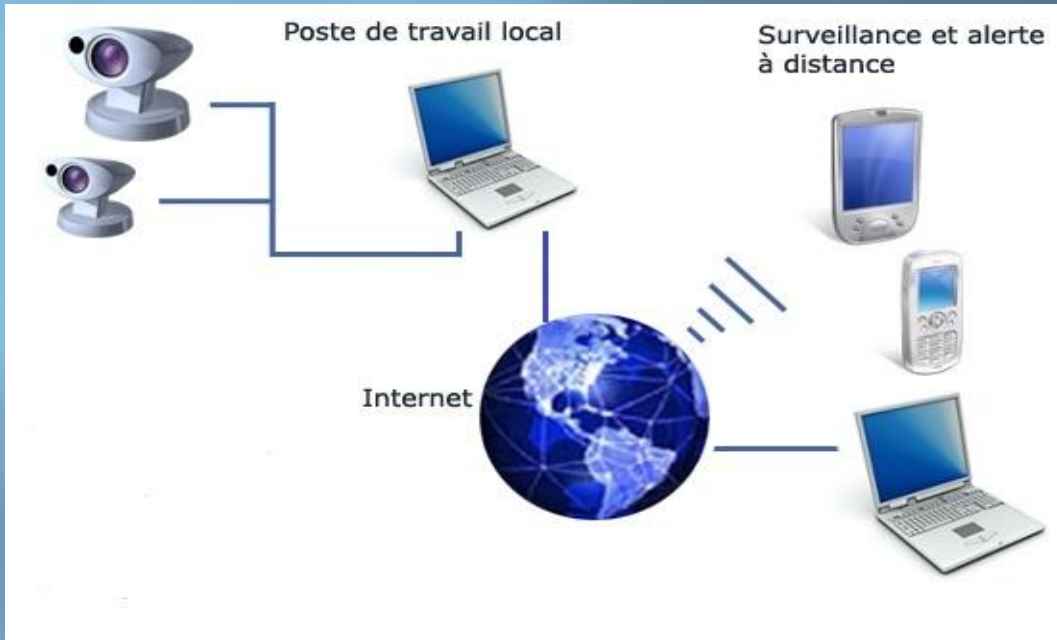 Poste de travail local
Surveillance et alerte
à distance
Internet